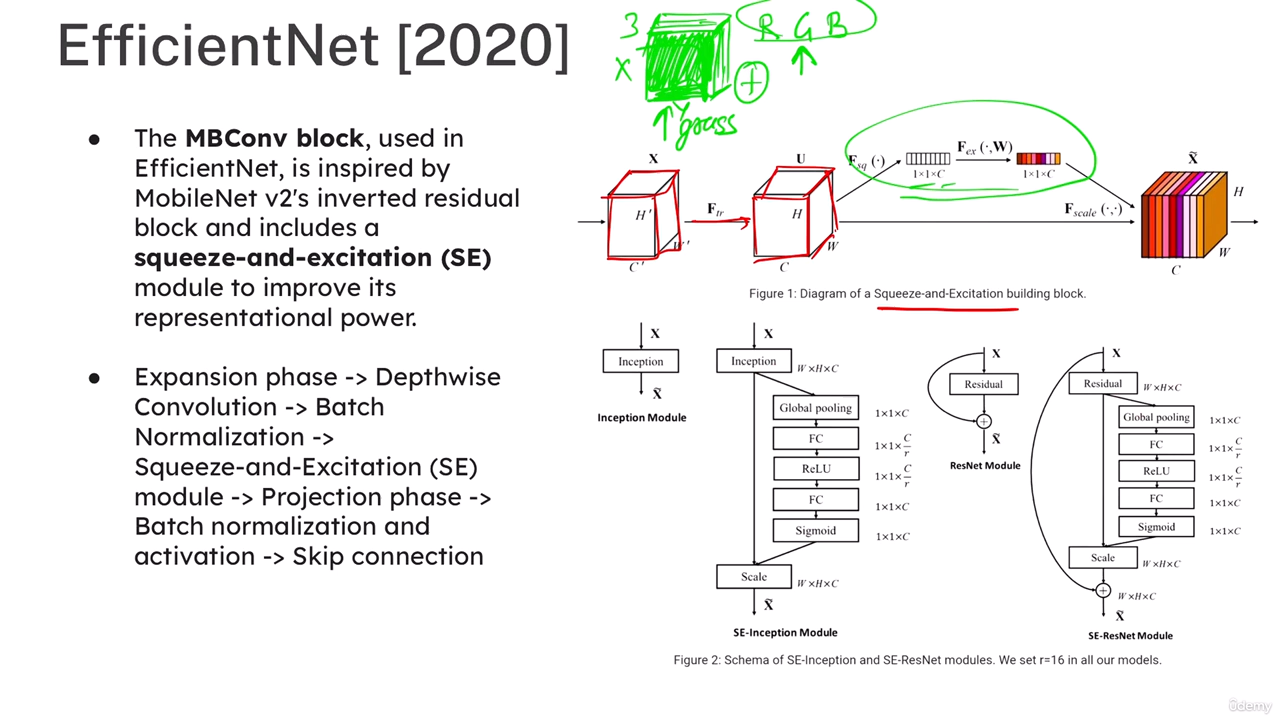 EfficientNet [2020]
3
X
Y
R G B
grass
● The MBConv block, used in
EfficientNet, is inspired by
MobileNet v2's inverted residual
block and includes a
squeeze-and-excitation (SE)
module to improve its
representational power.
● Expansion phase -> Depthwise
Convolution -> Batch
Normalization ->
Squeeze-and-Excitation (SE)
module -> Projection phase ->
Batch normalization and
activation -> Skip connection
X
H′
W′
C′
F_tr
U
H
W
C
F_sq (·)
1×1×C
F_ex (·,W)
1×1×C
F_scale (·,·)
X̃
H
W
C
Figure 1: Diagram of a Squeeze-and-Excitation building block.
X
Inception
X̃
Inception Module
X
Inception
W×H×C
Global pooling
1×1×C
FC
1×1×C/r
ReLU
1×1×C/r
FC
1×1×C
Sigmoid
1×1×C
Scale
W×H×C
X̃
SE-Inception Module
X
Residual
+
X̃
ResNet Module
X
Residual
W×H×C
Global pooling
1×1×C
FC
1×1×C/r
ReLU
1×1×C/r
FC
1×1×C
Sigmoid
1×1×C
Scale
W×H×C
+
W×H×C
X̃
SE-ResNet Module
Figure 2: Schema of SE-Inception and SE-ResNet modules. We set r=16 in all our models.
ûdemy